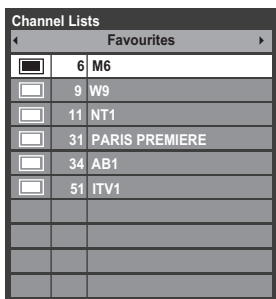 Channel Lists
Favourites
6 M6
9 W9
11 NT1
31 PARIS PREMIERE
34 AB1
51 ITV1